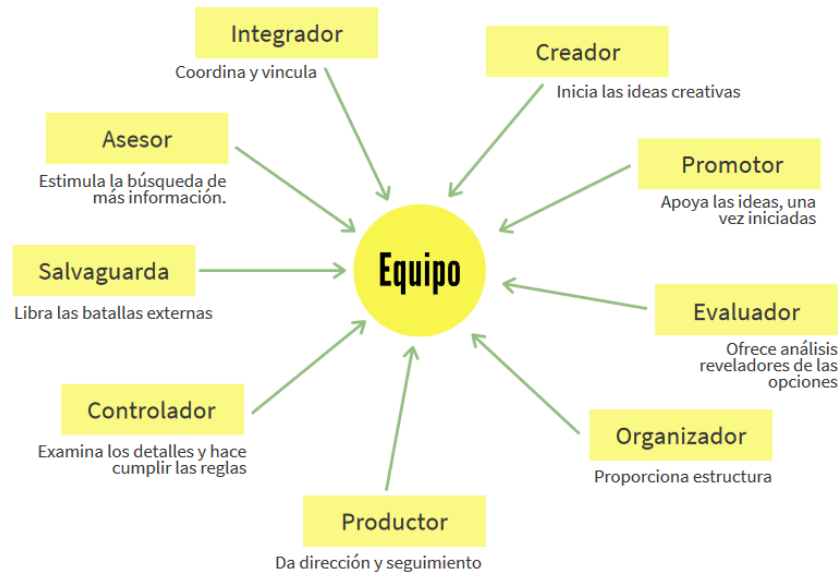 Integrador
Coordina y vincula
Creador
Inicia las ideas creativas
Asesor
Estimula la búsqueda de
más información.
Promotor
Apoya las ideas, una
vez iniciadas
Salvaguarda
Libra las batallas externas
Equipo
Evaluador
Ofrece análisis
reveladores de las
opciones
Controlador
Examina los detalles y hace
cumplir las reglas
Organizador
Proporciona estructura
Productor
Da dirección y seguimiento